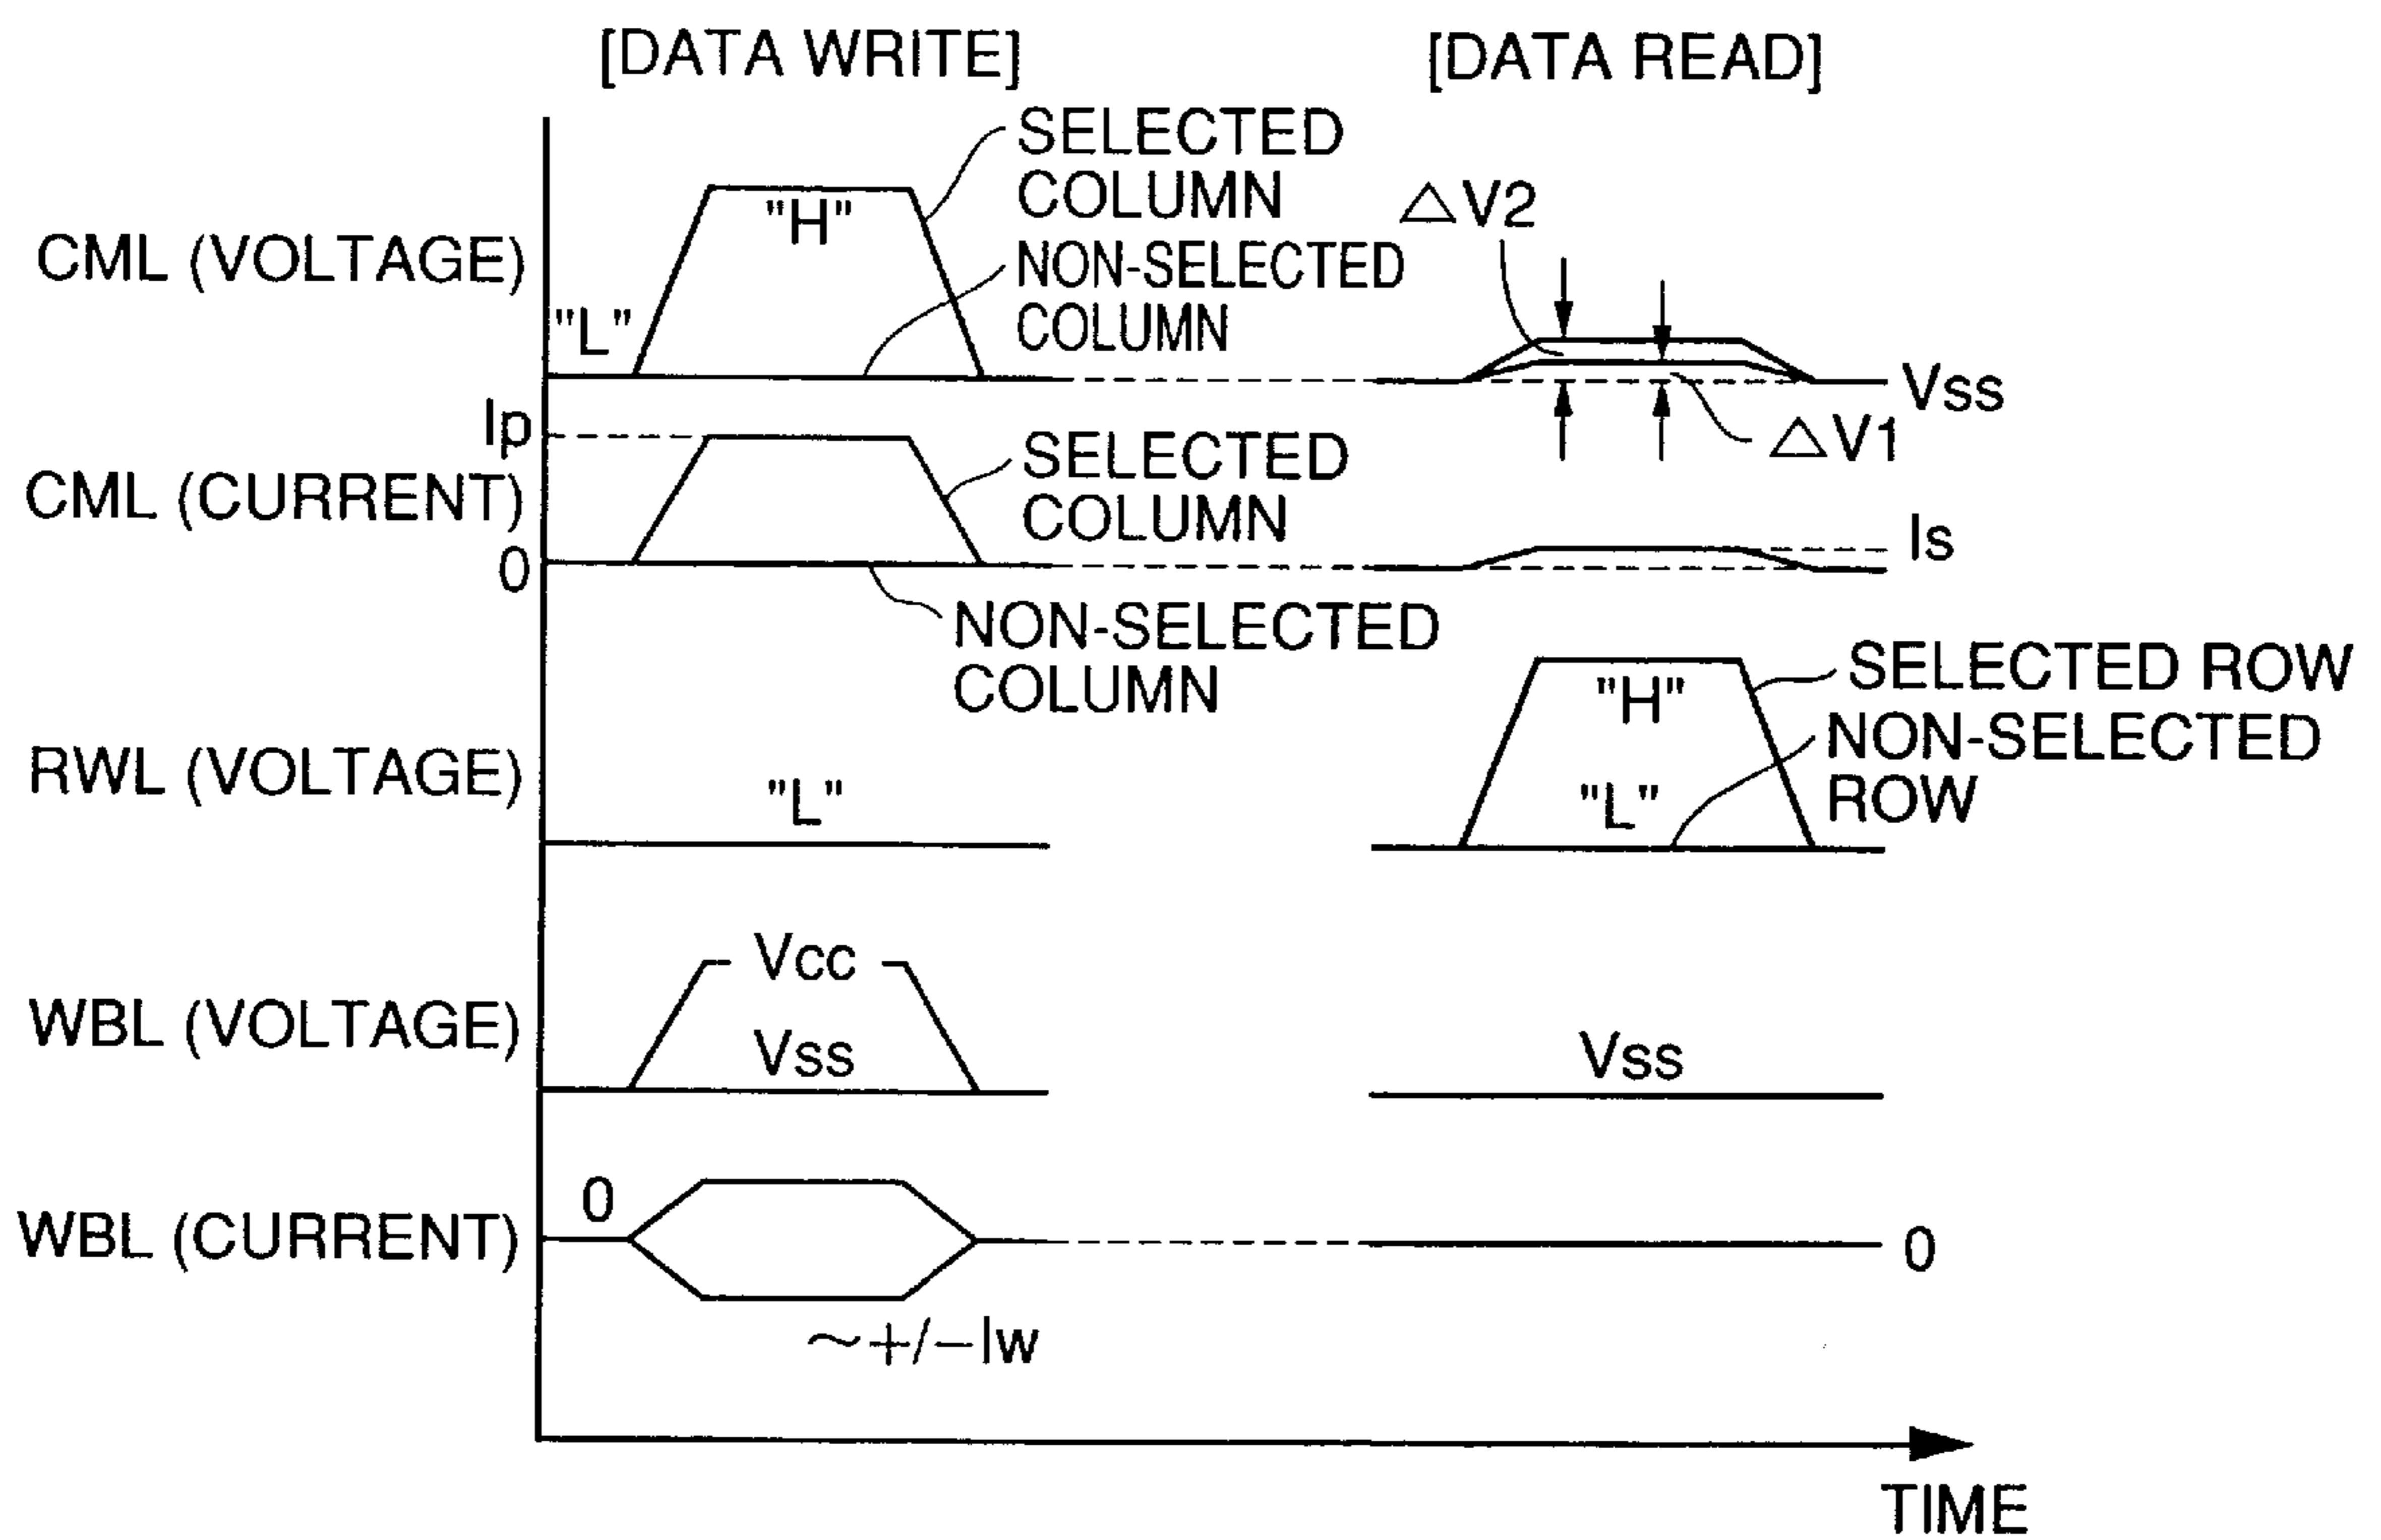 [DATA WRITE]
[DATA READ]
SELECTED
COLUMN
"H"
△V2
CML (VOLTAGE)
NON-SELECTED
COLUMN
"L"
Vss
△V1
Ip
SELECTED
COLUMN
CML (CURRENT)
Is
0
NON-SELECTED
COLUMN
SELECTED ROW
"H"
NON-SELECTED
ROW
RWL (VOLTAGE)
"L"
"L"
Vcc
WBL (VOLTAGE)
Vss
Vss
0
WBL (CURRENT)
0
~+/-Iw
TIME